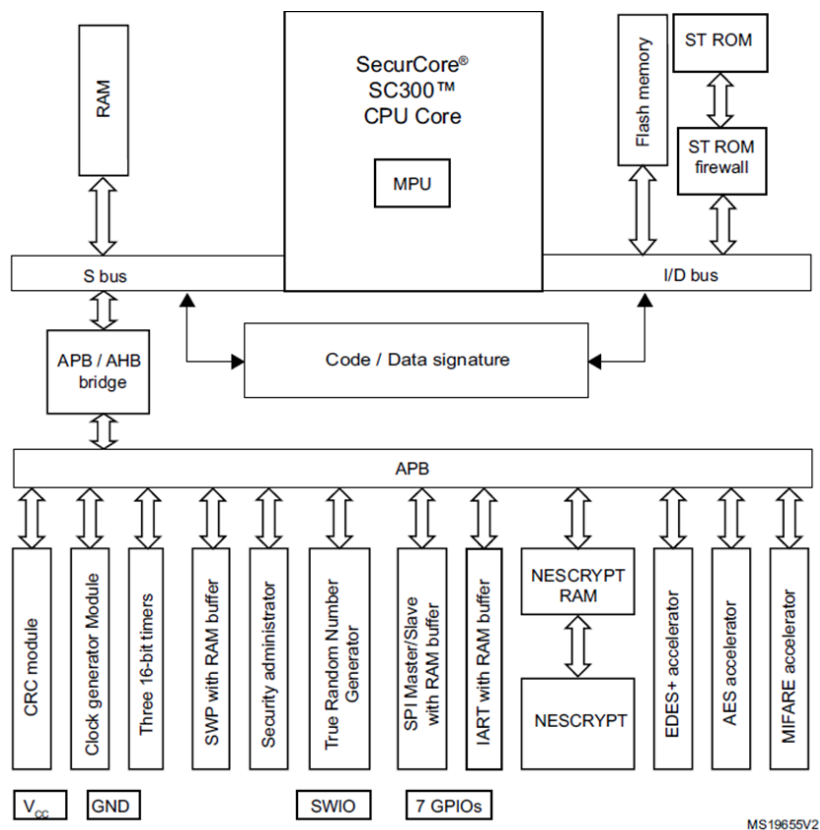 RAM
SecurCore®
SC300™
CPU Core
MPU
Flash memory
ST ROM
ST ROM
firewall
S bus
I/D bus
APB / AHB
bridge
Code / Data signature
APB
CRC module
Clock generator Module
Three 16-bit timers
SWP with RAM buffer
Security administrator
True Random Number
Generator
SPI Master/Slave
with RAM buffer
IART with RAM buffer
NESCRYPT
RAM
NESCRYPT
EDES+ accelerator
AES accelerator
MIFARE accelerator
VCC
GND
SWIO
7 GPIOs
MS19655V2